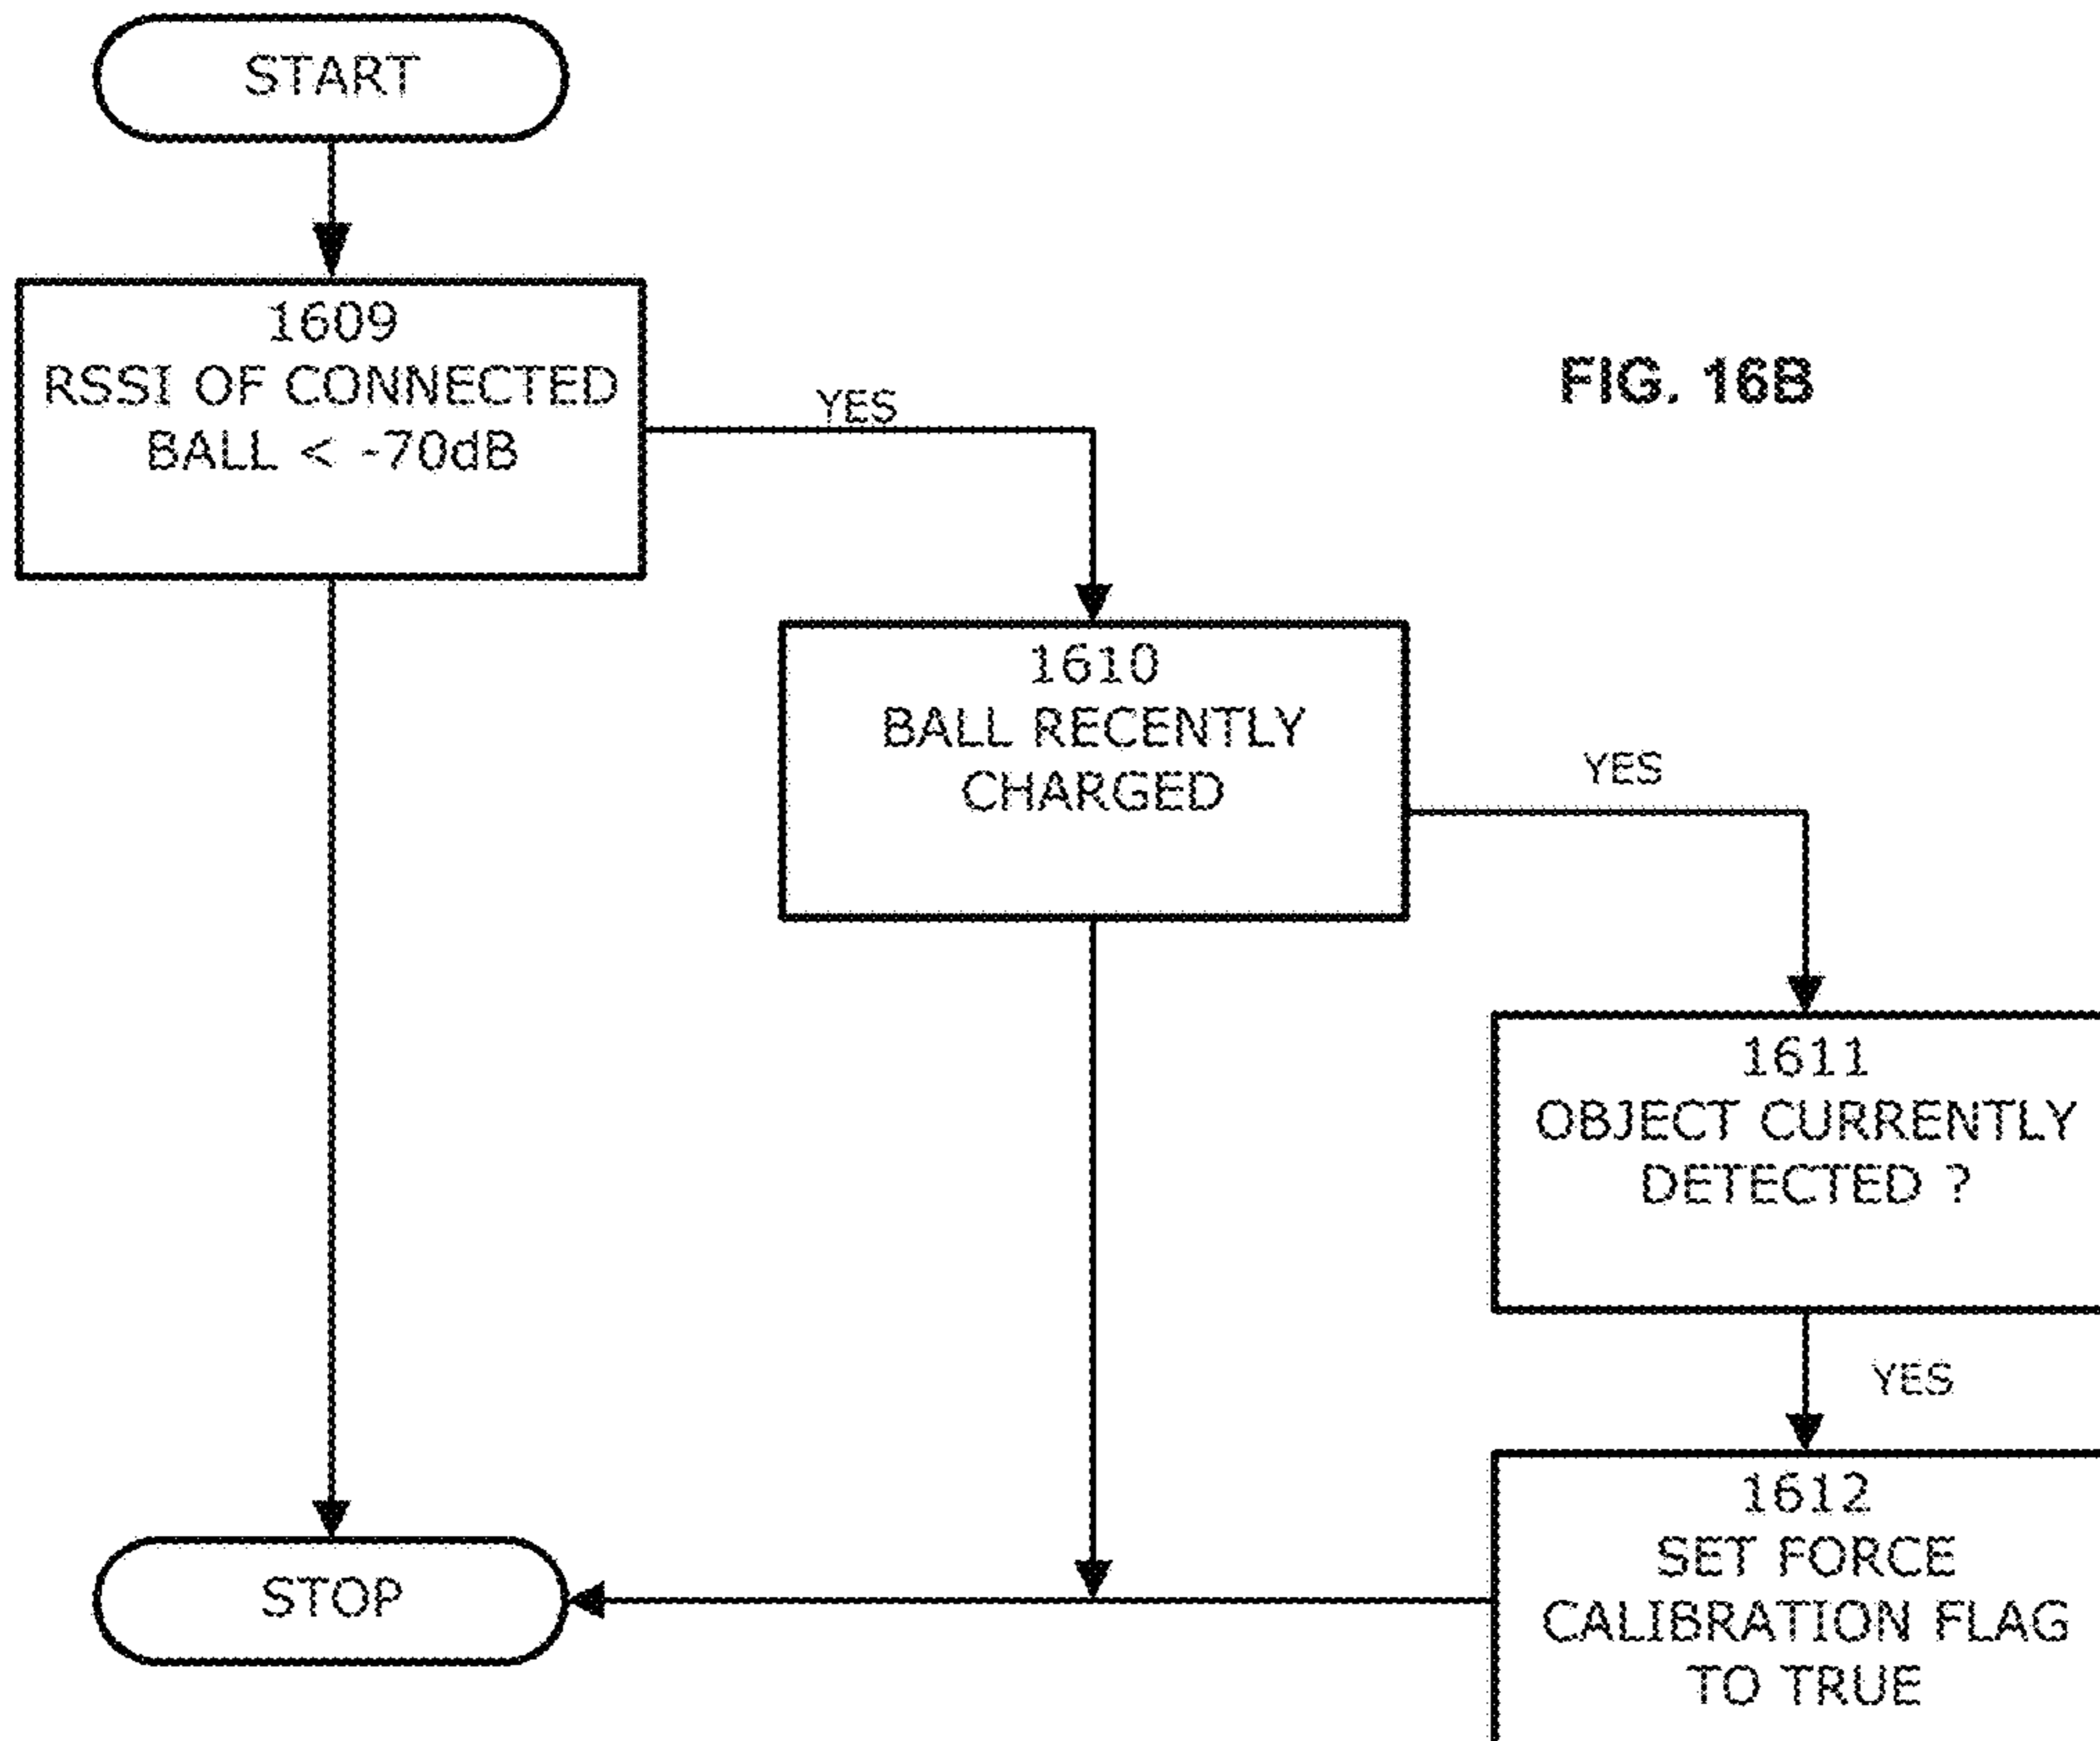 START
1609
RSSI OF CONNECTED
BALL < -70dB
YES
FIG. 16B
1610
BALL RECENTLY
CHARGED
YES
1611
OBJECT CURRENTLY
DETECTED ?
YES
1612
SET FORCE
CALIBRATION FLAG
TO TRUE
STOP